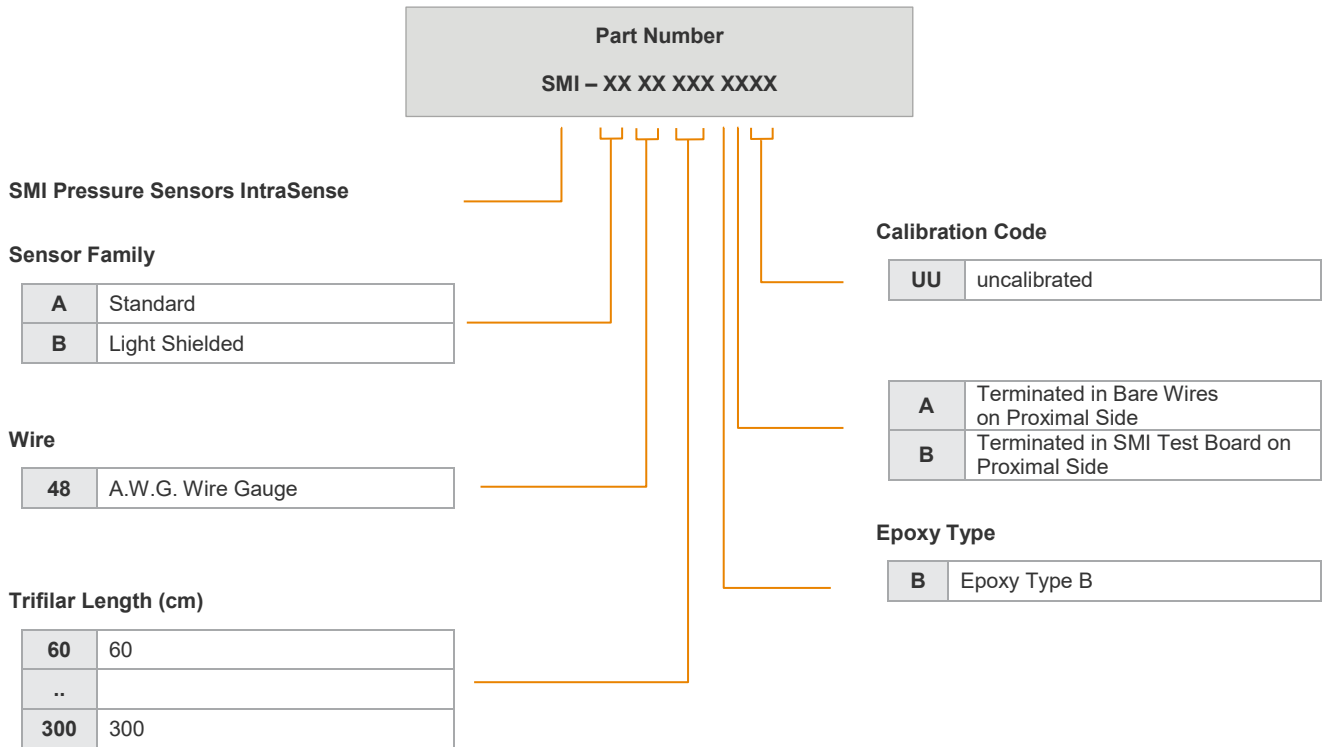 Part Number
SMI – XX XX XXX XXXX
SMI Pressure Sensors IntraSense
Sensor Family
A Standard
B Light Shielded
Wire
48 A.W.G. Wire Gauge
Trifilar Length (cm)
60 60
..
300 300
Calibration Code
UU uncalibrated
A Terminated in Bare Wires
on Proximal Side
B Terminated in SMI Test Board on
Proximal Side
Epoxy Type
B Epoxy Type B